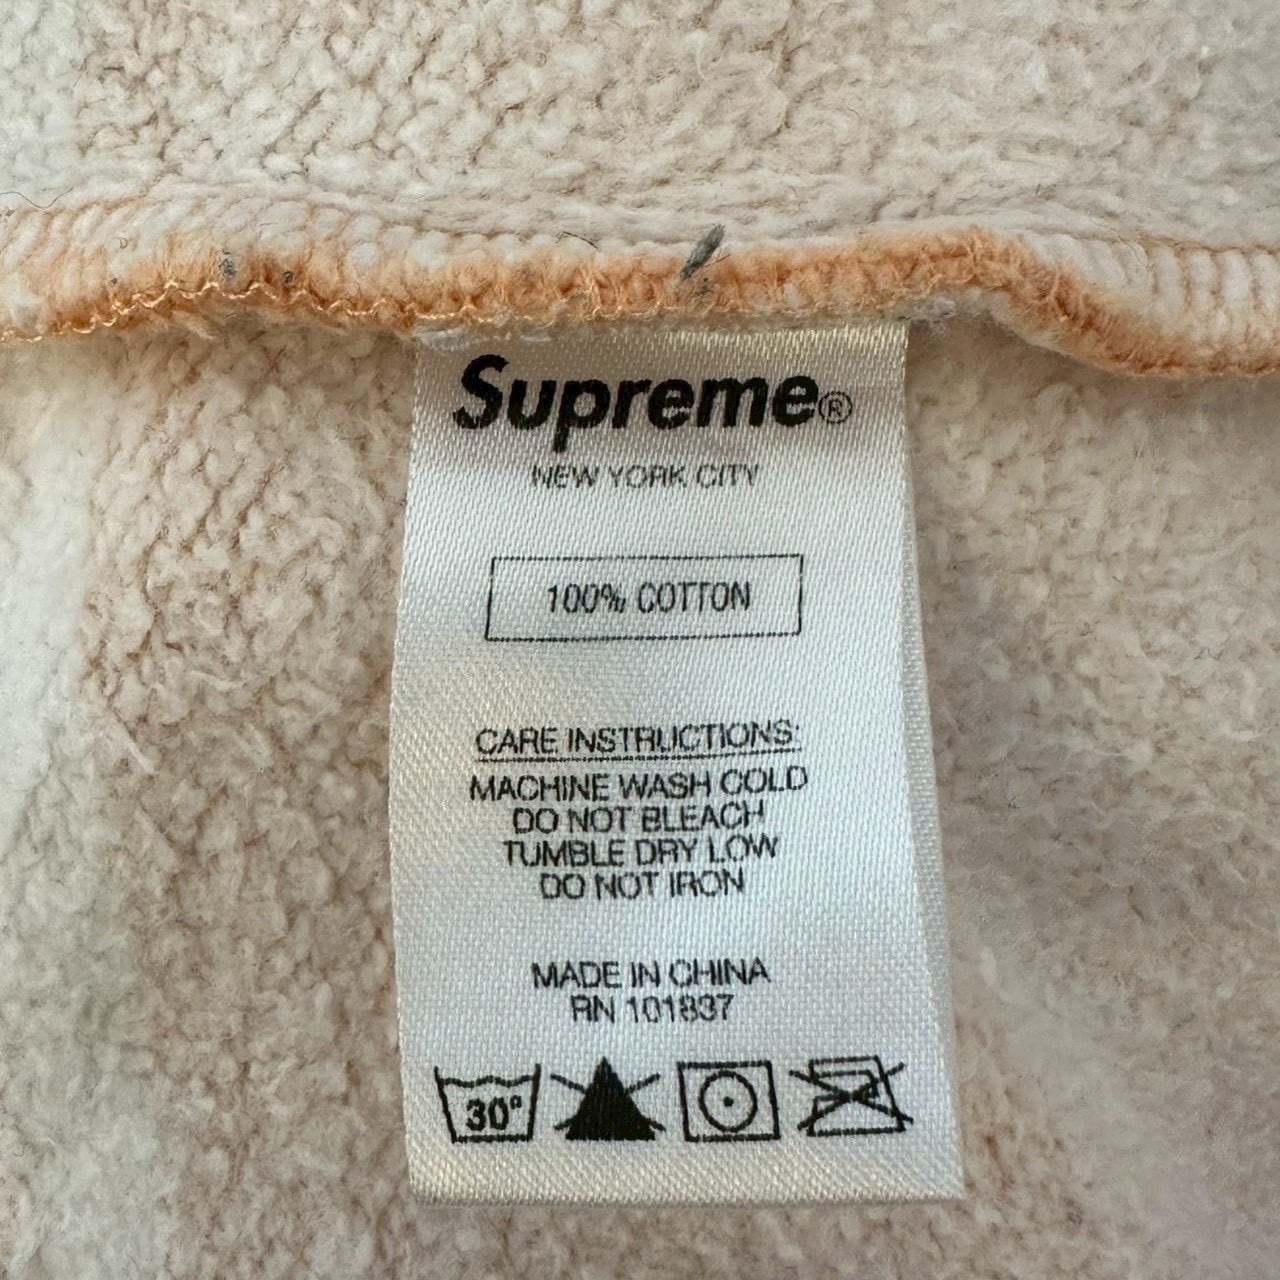 Supreme®
NEW YORK CITY
100% COTTON
CARE INSTRUCTIONS:
MACHINE WASH COLD
DO NOT BLEACH
TUMBLE DRY LOW
DO NOT IRON
MADE IN CHINA
RN 101837
30°